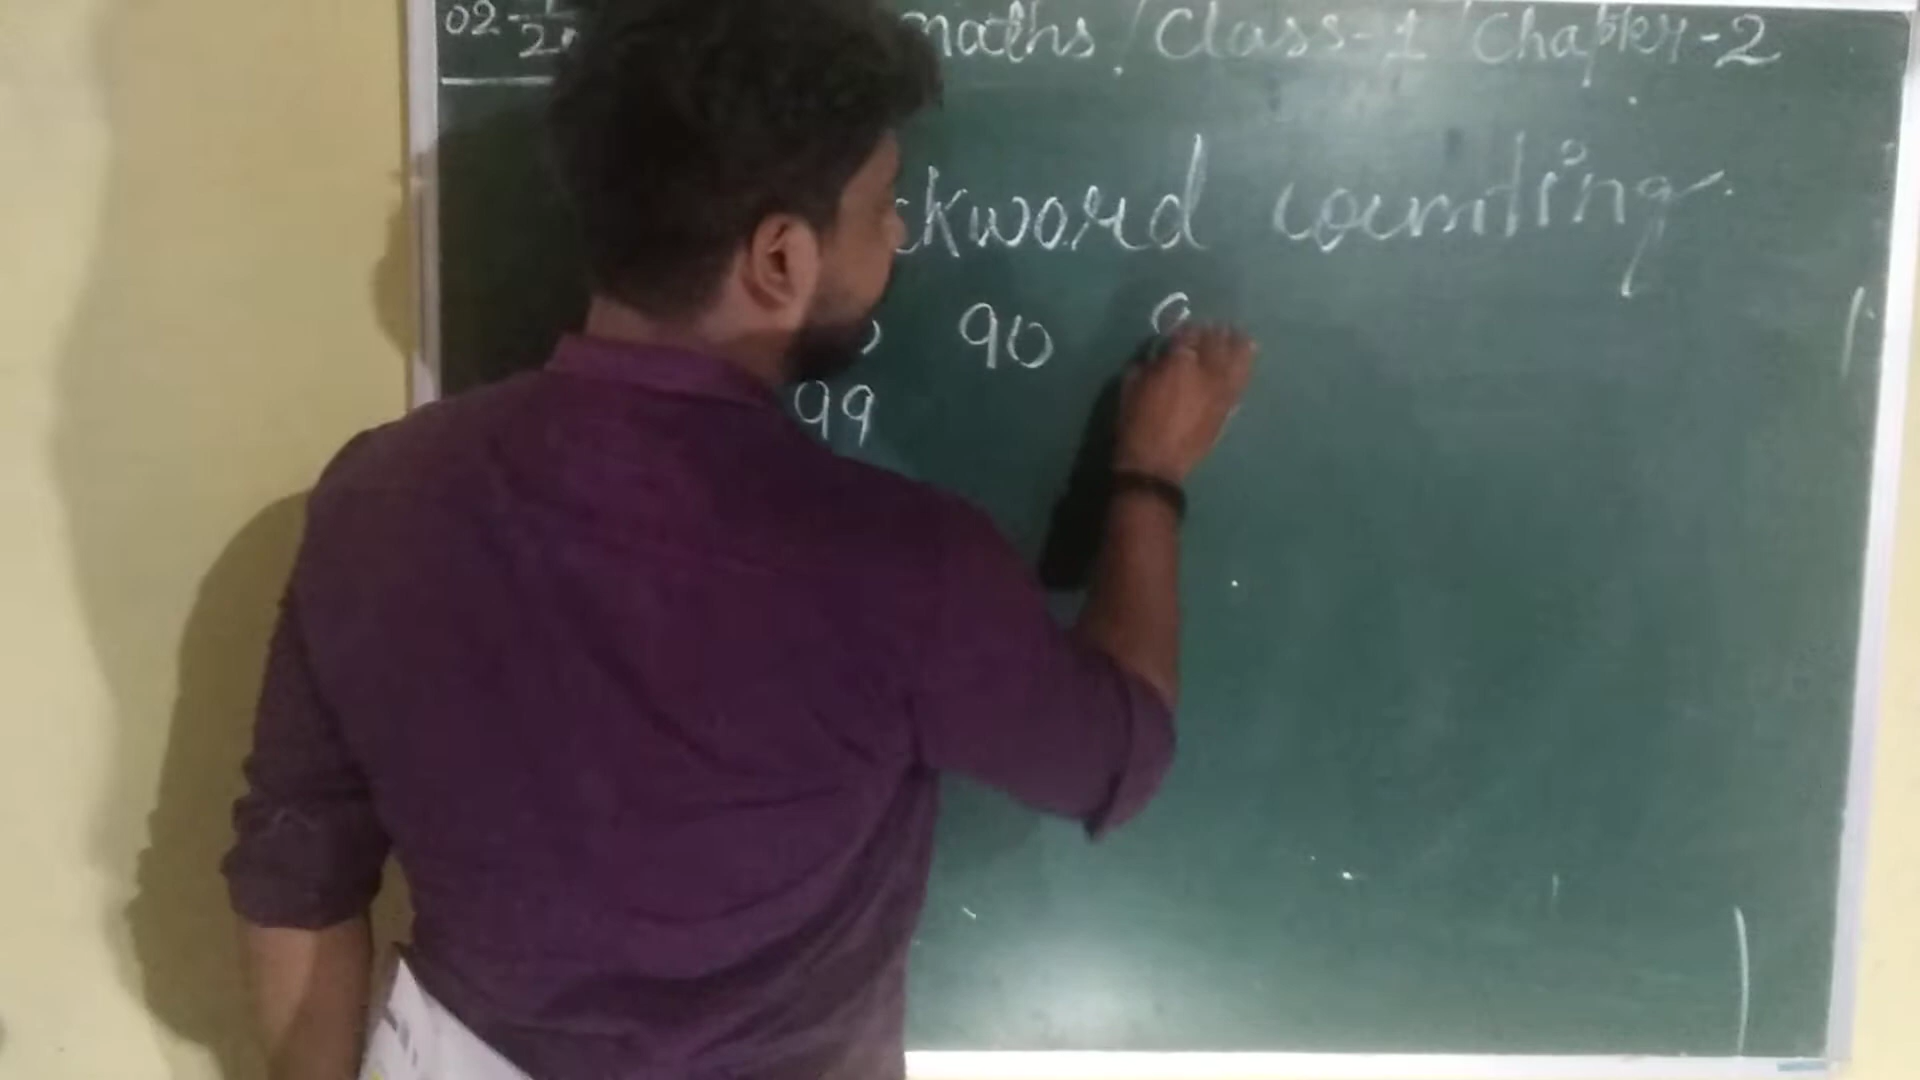 02- maths / Class-1 / Chapter-2
ckword counting
90
99